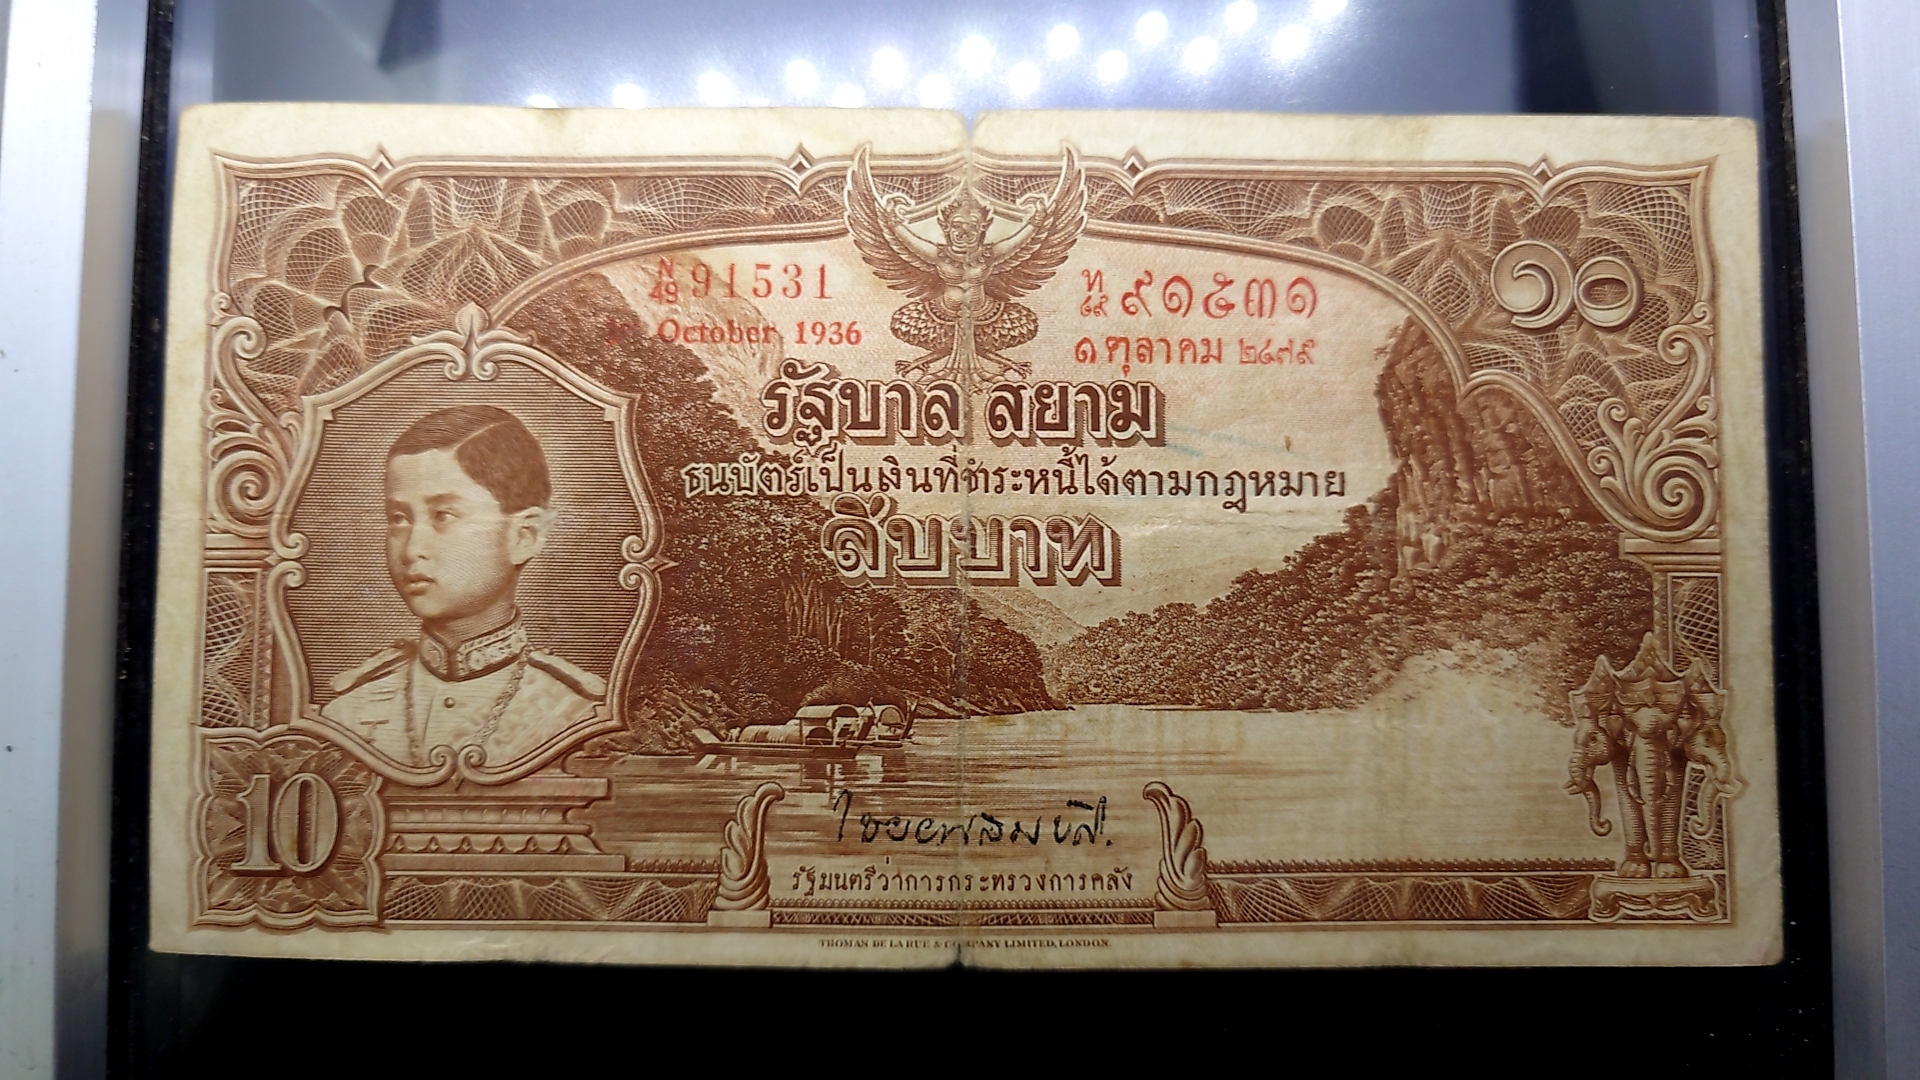 N
49 91531
1st October 1936
ท
๔๙ ๙๑๕๓๑
๑ ตุลาคม ๒๔๗๙
๑๐
รัฐบาล สยาม
ธนบัตร์เป็นเงินที่ชำระหนี้ได้ตามกฎหมาย
สิบบาท
10
รัฐมนตรีว่าการกระทรวงการคลัง
THOMAS DE LA RUE & COMPANY LIMITED, LONDON.